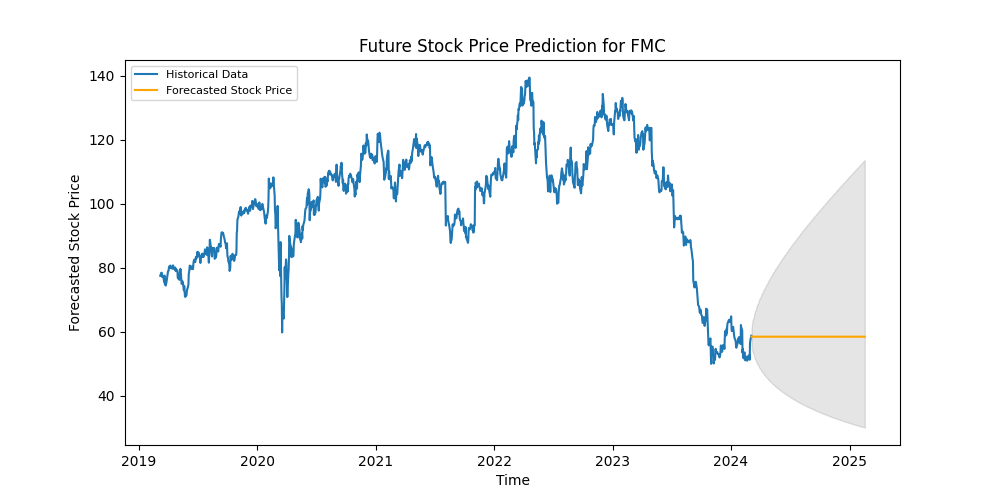 Future Stock Price Prediction for FMC
Historical Data
Forecasted Stock Price
140
120
100
80
60
40
Forecasted Stock Price
2019
2020
2021
2022
2023
2024
2025
Time